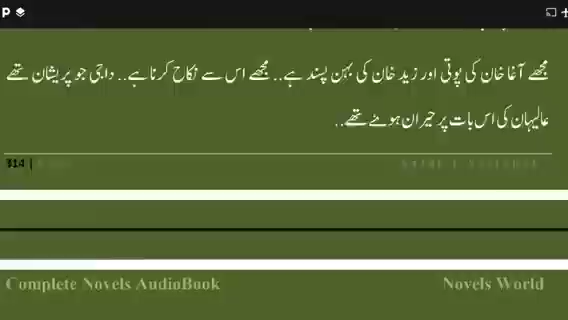 مجھے آغا خان کی پوتی اور زید خان کی بہن پسند ہے.. مجھے اس سے نکاح کرنا ہے.. داجی جو پریشان تھے
عالیہان کی اس بات پر حیران ہوئے تھے..
314 |
Complete Novels AudioBook Novels World